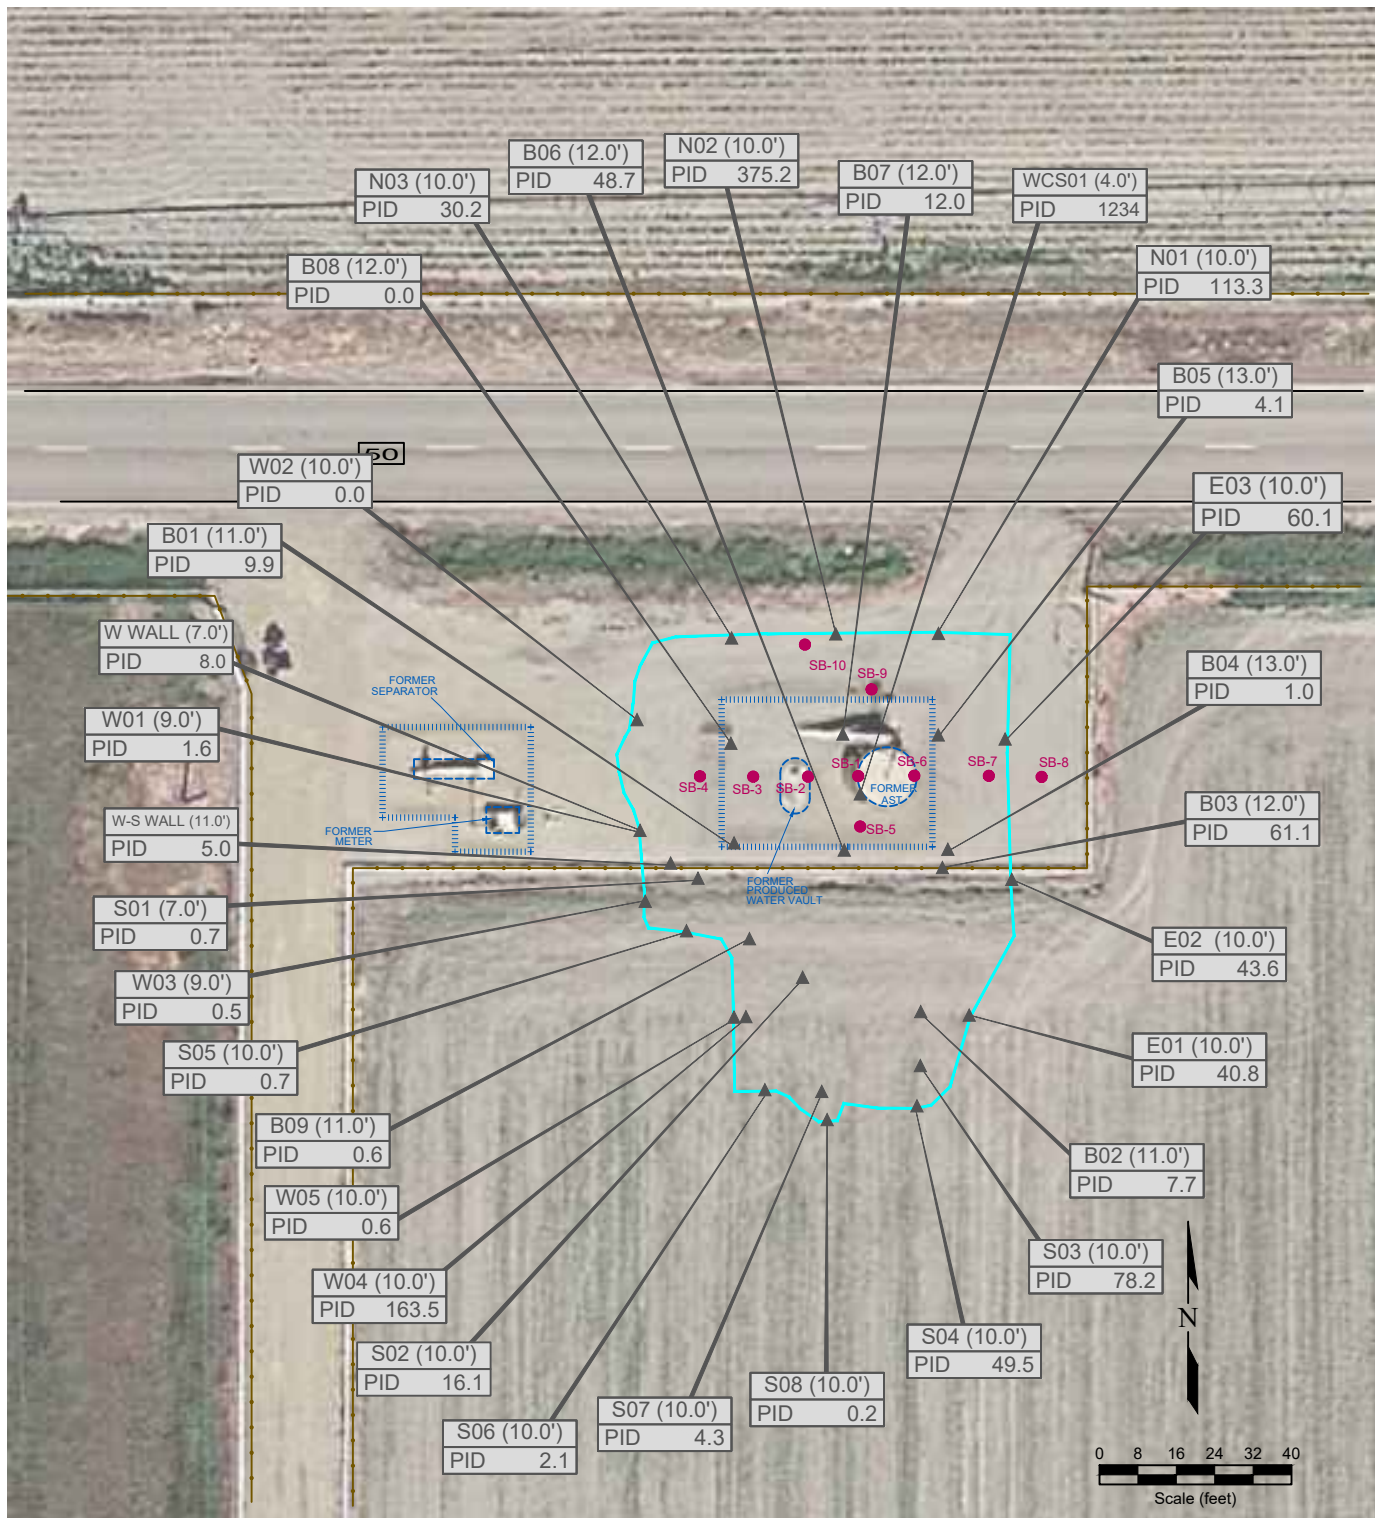 N02 (10.0')
PID 375.2
B06 (12.0')
PID 48.7
B07 (12.0')
PID 12.0
N03 (10.0')
PID 30.2
WCS01 (4.0')
PID 1234
B08 (12.0')
PID 0.0
N01 (10.0')
PID 113.3
B05 (13.0')
PID 4.1
50
W02 (10.0')
PID 0.0
E03 (10.0')
PID 60.1
B01 (11.0')
PID 9.9
W WALL (7.0')
PID 8.0
SB-10
SB-9
FORMER
SEPARATOR
B04 (13.0')
PID 1.0
W01 (9.0')
PID 1.6
SB-4
SB-3
SB-2
SB-1
SB-6
SB-7
SB-8
FORMER
AST
W-S WALL (11.0')
PID 5.0
FORMER
METER
SB-5
B03 (12.0')
PID 61.1
FORMER
PRODUCED
WATER VAULT
S01 (7.0')
PID 0.7
E02 (10.0')
PID 43.6
W03 (9.0')
PID 0.5
S05 (10.0')
PID 0.7
E01 (10.0')
PID 40.8
B09 (11.0')
PID 0.6
B02 (11.0')
PID 7.7
W05 (10.0')
PID 0.6
S03 (10.0')
PID 78.2
W04 (10.0')
PID 163.5
N
S02 (10.0')
PID 16.1
S04 (10.0')
PID 49.5
S08 (10.0')
PID 0.2
S07 (10.0')
PID 4.3
S06 (10.0')
PID 2.1
0 8 16 24 32 40
Scale (feet)